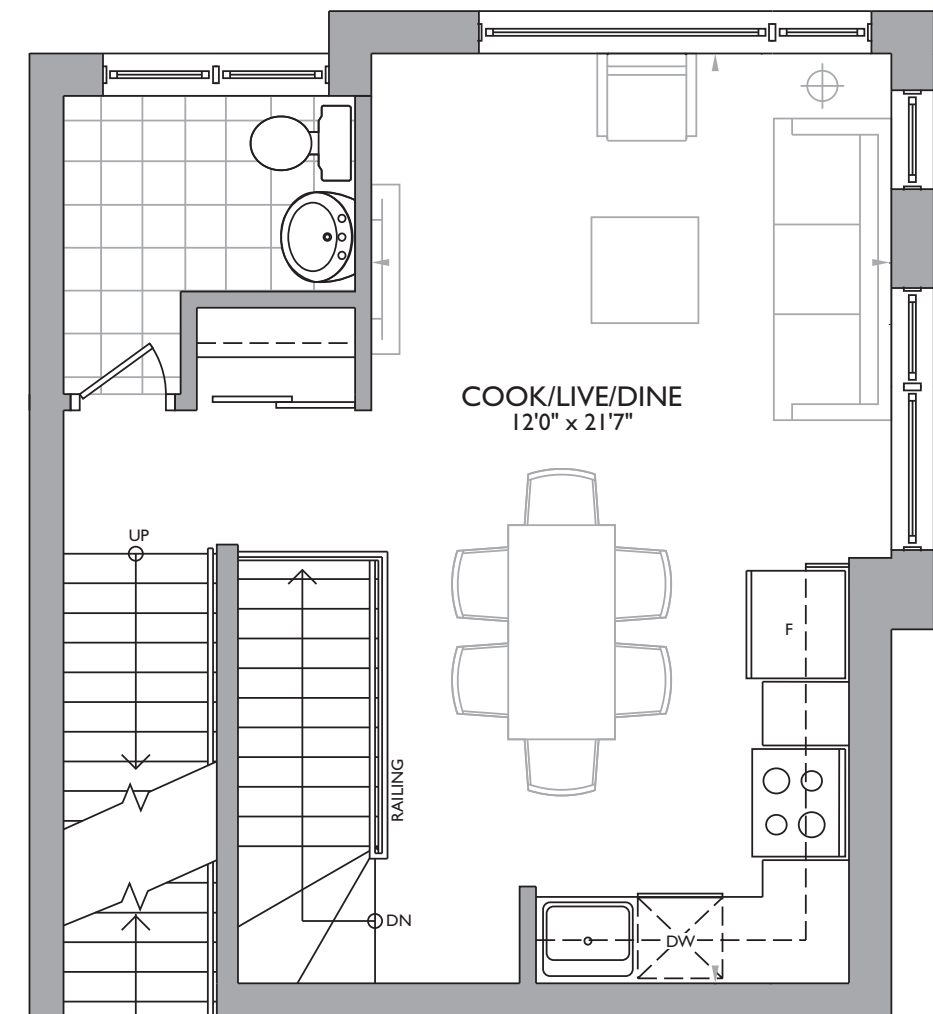 COOK/LIVE/DINE
12'0" x 21'7"
UP
F
RAILING
DN
DW